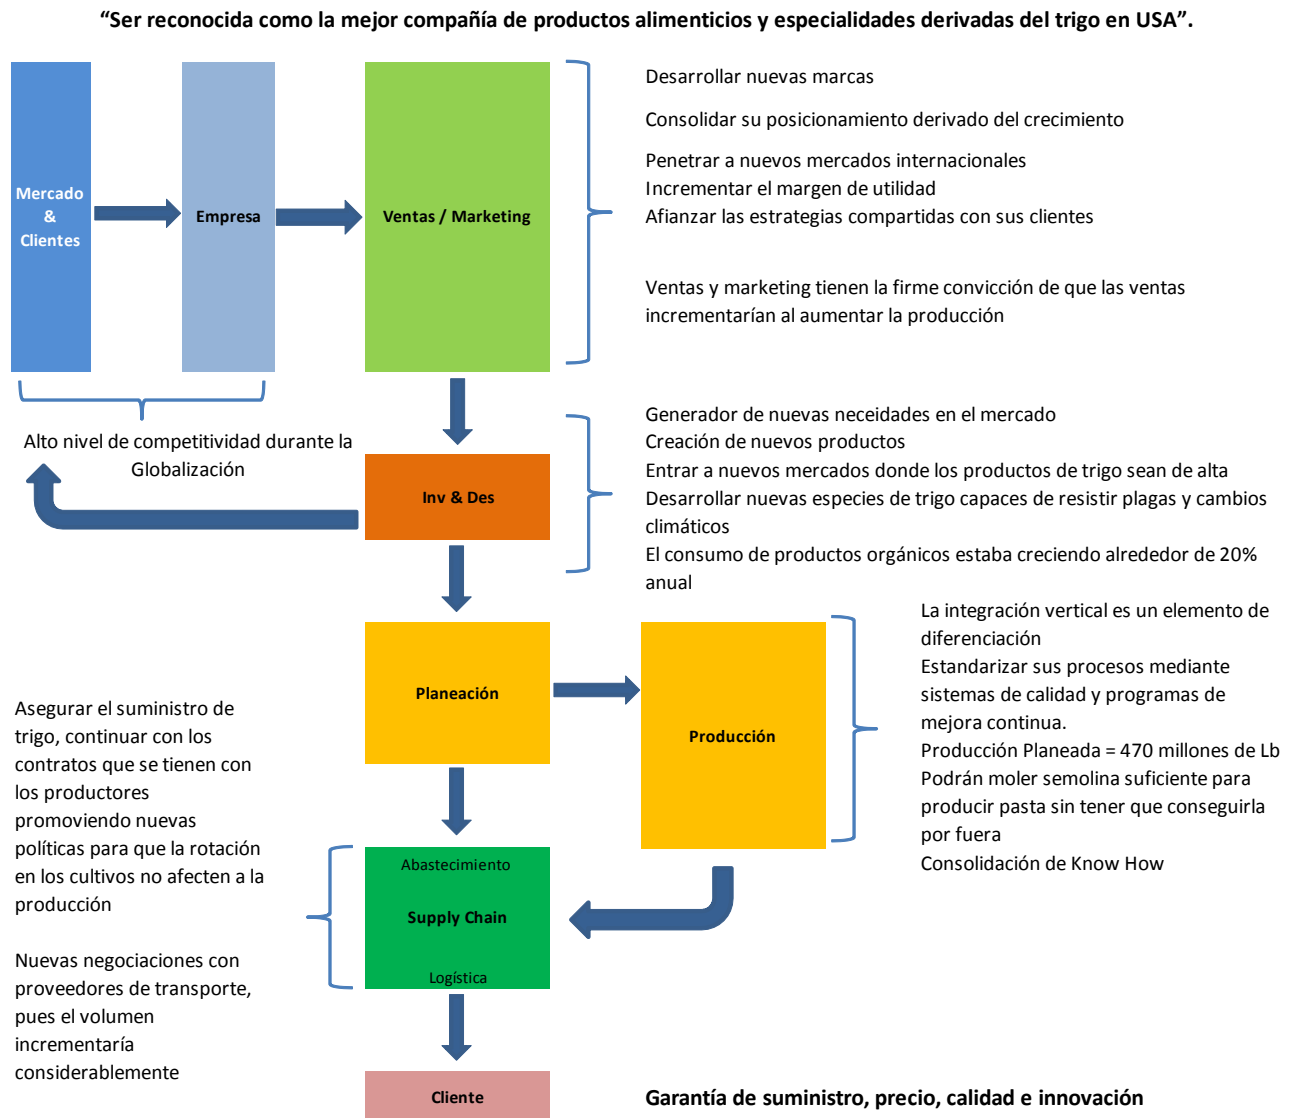 “Ser reconocida como la mejor compañía de productos alimenticios y especialidades derivadas del trigo en USA”.
Mercado
&
Clientes
Empresa
Ventas / Marketing
Desarrollar nuevas marcas
Consolidar su posicionamiento derivado del crecimiento
Penetrar a nuevos mercados internacionales
Incrementar el margen de utilidad
Afianzar las estrategias compartidas con sus clientes
Ventas y marketing tienen la firme convicción de que las ventas
incrementarían al aumentar la producción
Alto nivel de competitividad durante la
Globalización
Inv & Des
Generador de nuevas neceidades en el mercado
Creación de nuevos productos
Entrar a nuevos mercados donde los productos de trigo sean de alta
Desarrollar nuevas especies de trigo capaces de resistir plagas y cambios
climáticos
El consumo de productos orgánicos estaba creciendo alrededor de 20%
anual
Planeación
Producción
La integración vertical es un elemento de
diferenciación
Estandarizar sus procesos mediante
sistemas de calidad y programas de
mejora continua.
Producción Planeada = 470 millones de Lb
Podrán moler semolina suficiente para
producir pasta sin tener que conseguirla
por fuera
Consolidación de Know How
Asegurar el suministro de
trigo, continuar con los
contratos que se tienen con
los productores
promoviendo nuevas
políticas para que la rotación
en los cultivos no afecten a la
producción
Nuevas negociaciones con
proveedores de transporte,
pues el volumen
incrementaría
considerablemente
Abastecimiento
Supply Chain
Logística
Cliente
Garantía de suministro, precio, calidad e innovación